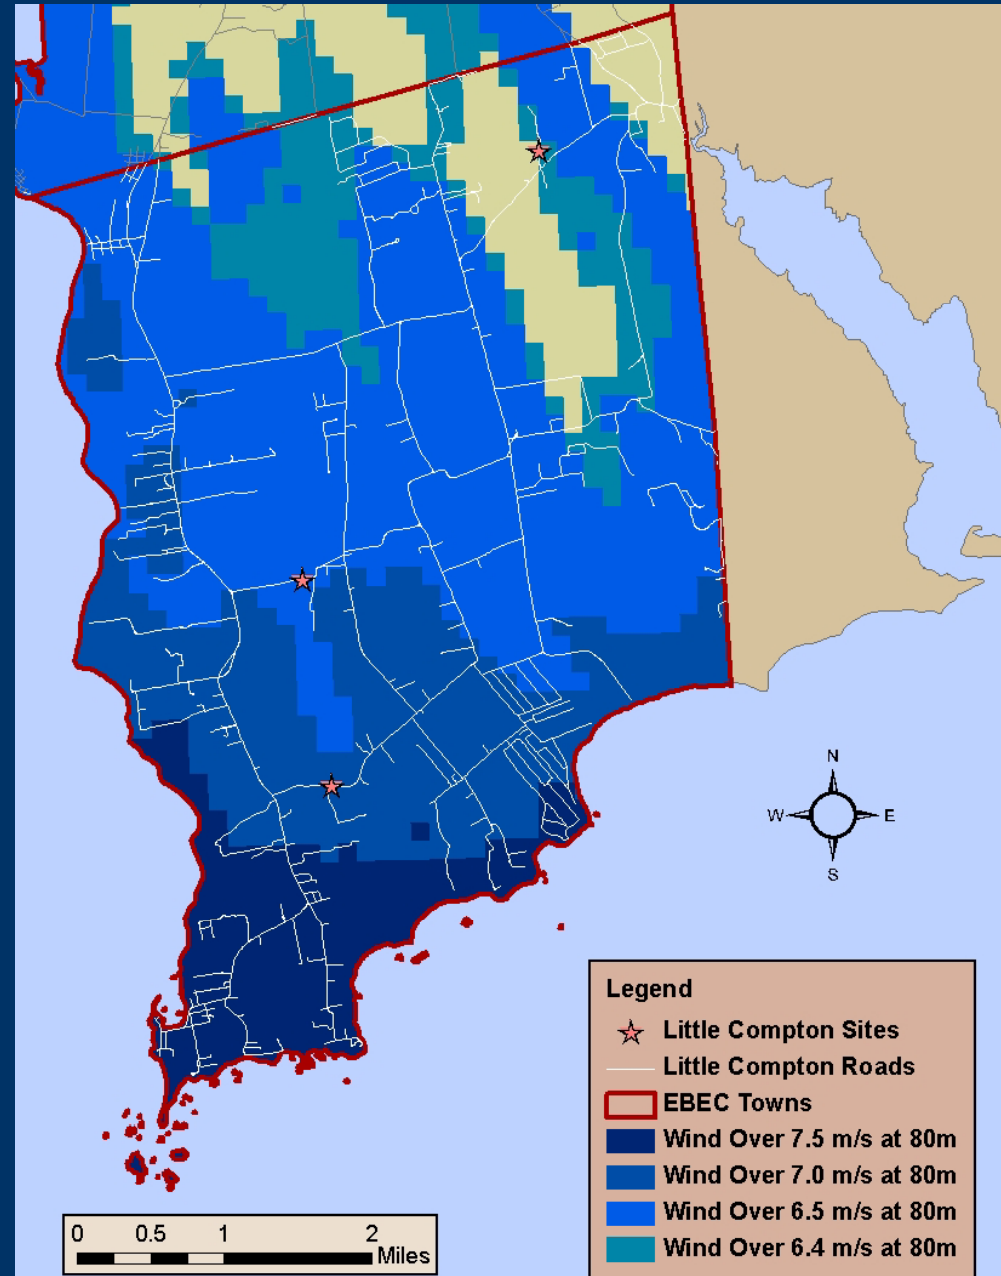 N
W E
S
Legend
Little Compton Sites
Little Compton Roads
EBEC Towns
Wind Over 7.5 m/s at 80m
Wind Over 7.0 m/s at 80m
Wind Over 6.5 m/s at 80m
Wind Over 6.4 m/s at 80m
0 0.5 1 2
Miles